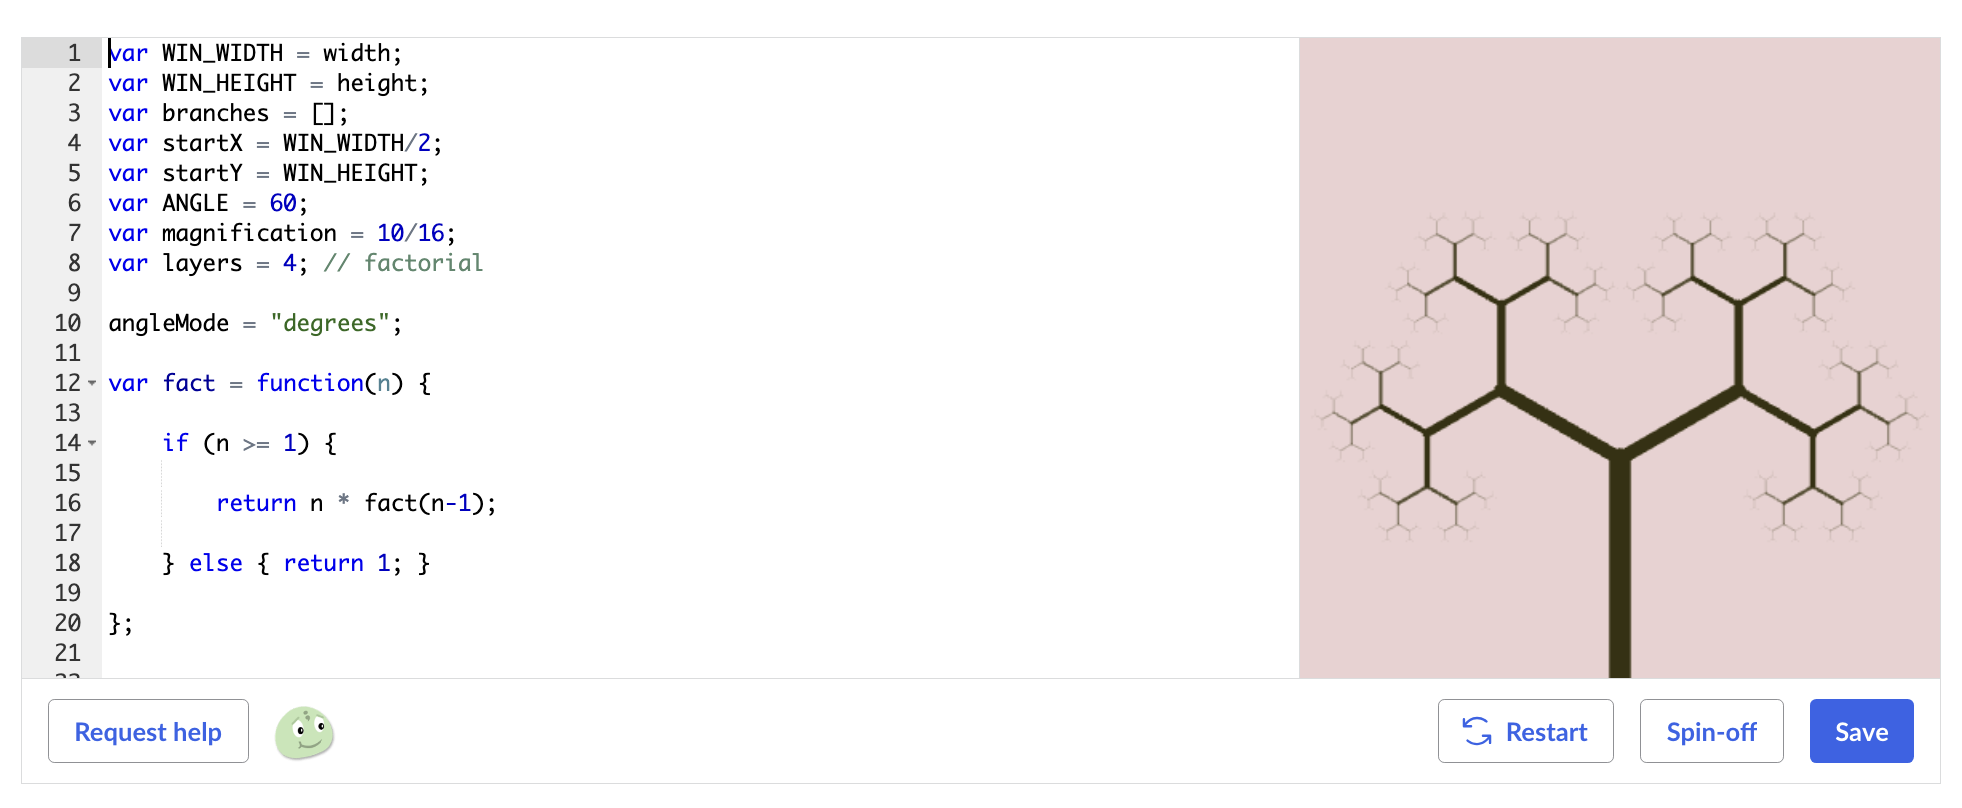 1 var WIN_WIDTH = width;
2 var WIN_HEIGHT = height;
3 var branches = [];
4 var startX = WIN_WIDTH/2;
5 var startY = WIN_HEIGHT;
6 var ANGLE = 60;
7 var magnification = 10/16;
8 var layers = 4; // factorial
9
10 angleMode = "degrees";
11
12 var fact = function(n) {
13
14     if (n >= 1) {
15
16         return n * fact(n-1);
17
18     } else { return 1; }
19
20 };
21
Request help
Restart
Spin-off
Save